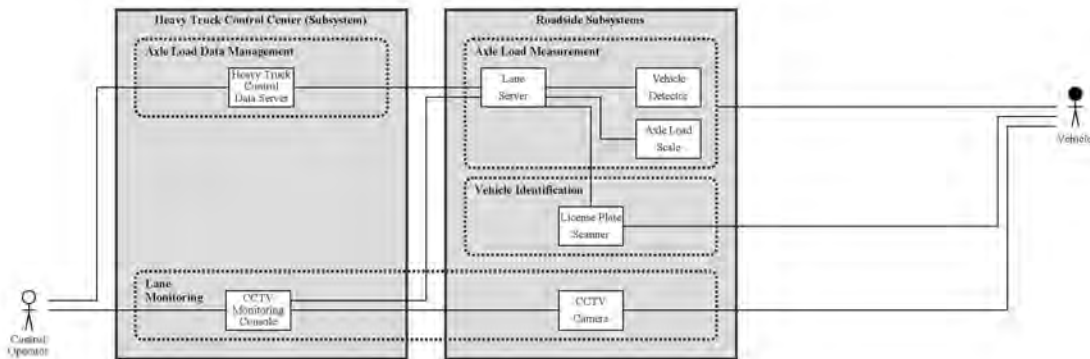 Heavy Truck Control Center (Subsystem)
Roadside Subsystems
Axle Load Data Management
Heavy Truck
Control
Data Server
Axle Load Measurement
Lane
Server
Vehicle
Detector
Axle Load
Scale
Vehicle
Vehicle Identification
License Plate
Scanner
Lane
Monitoring
CCTV
Monitoring
Console
CCTV
Camera
Control
Operator